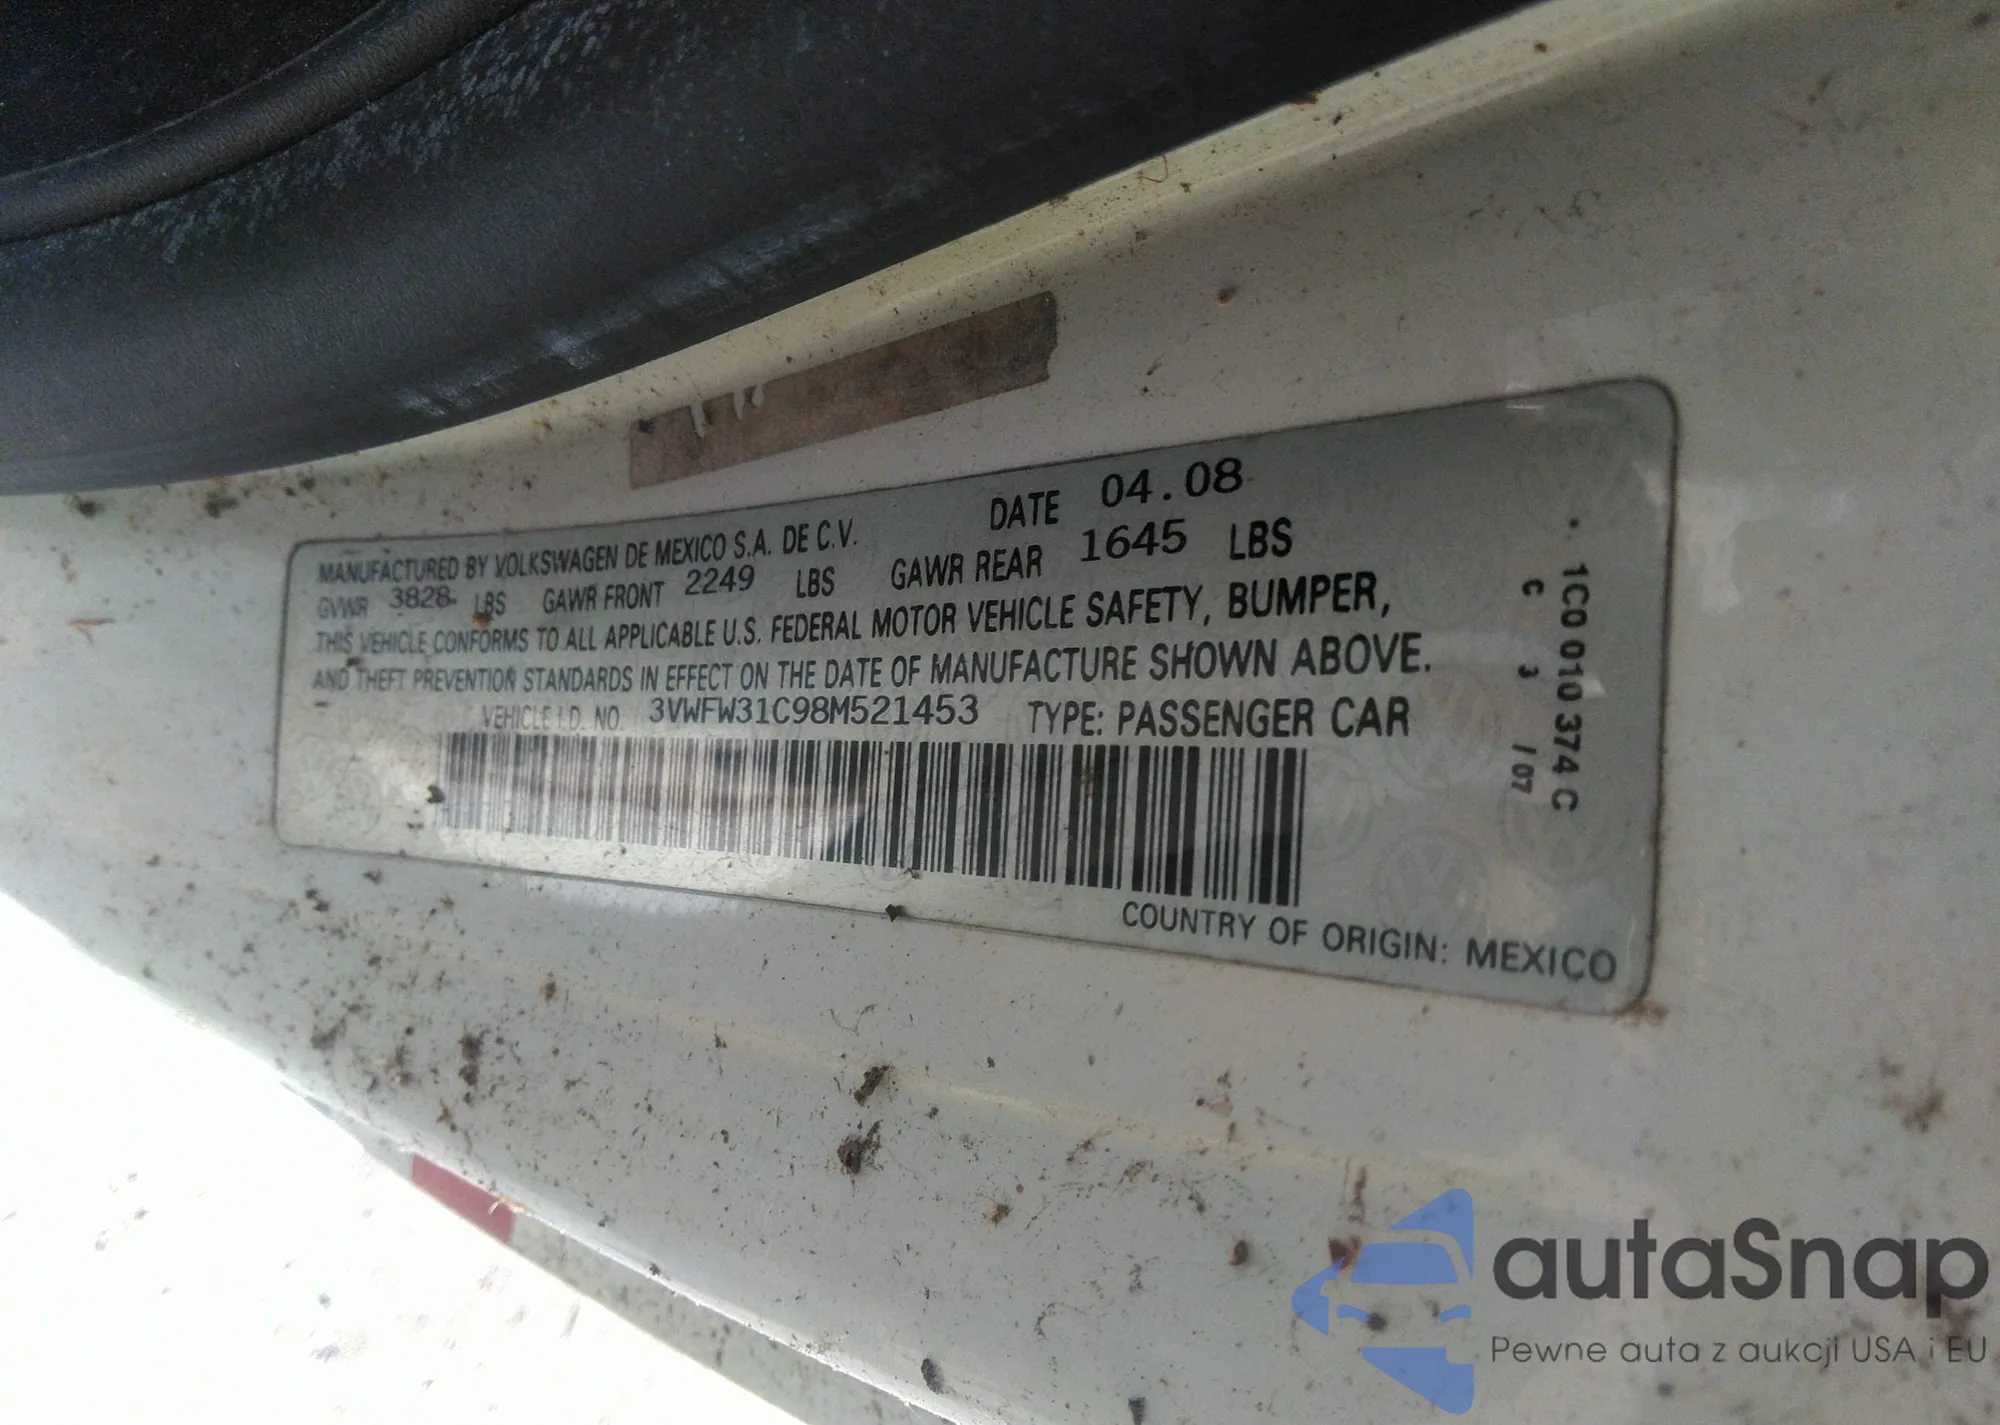 MANUFACTURED BY VOLKSWAGEN DE MEXICO S.A. DE C.V. DATE 04.08
GVWR 3828 LBS GAWR FRONT 2249 LBS GAWR REAR 1645 LBS
THIS VEHICLE CONFORMS TO ALL APPLICABLE U.S. FEDERAL MOTOR VEHICLE SAFETY, BUMPER,
AND THEFT PREVENTION STANDARDS IN EFFECT ON THE DATE OF MANUFACTURE SHOWN ABOVE.
VEHICLE I.D. NO. 3VWFW31C98M521453 TYPE: PASSENGER CAR
COUNTRY OF ORIGIN: MEXICO
1C0 010 374 C
C 3 / 07
autaSnap
Pewne auta z aukcji USA i EU